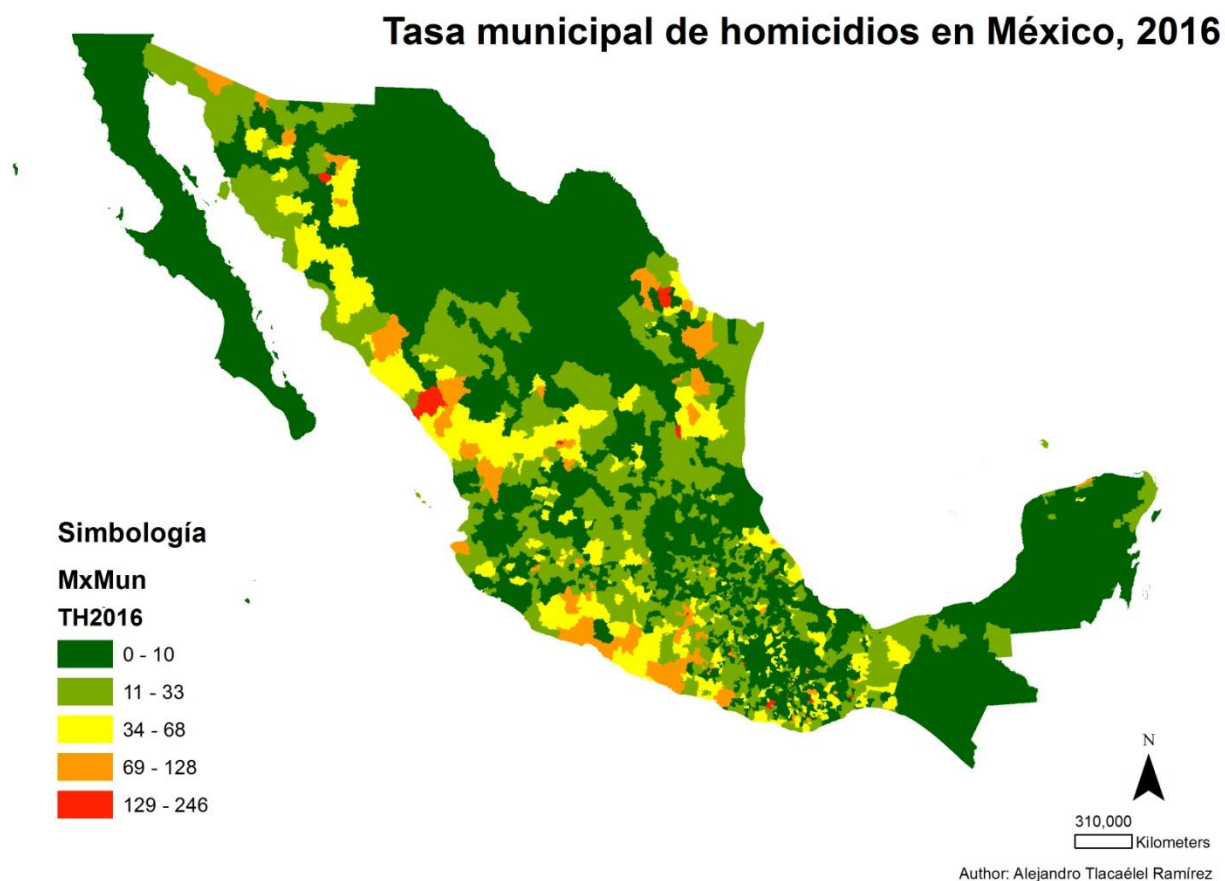 Tasa municipal de homicidios en México, 2016
Simbología
MxMun
TH2016
0 - 10
11 - 33
34 - 68
69 - 128
129 - 246
N
310,000
Kilometers
Author: Alejandro Tlacaélel Ramírez